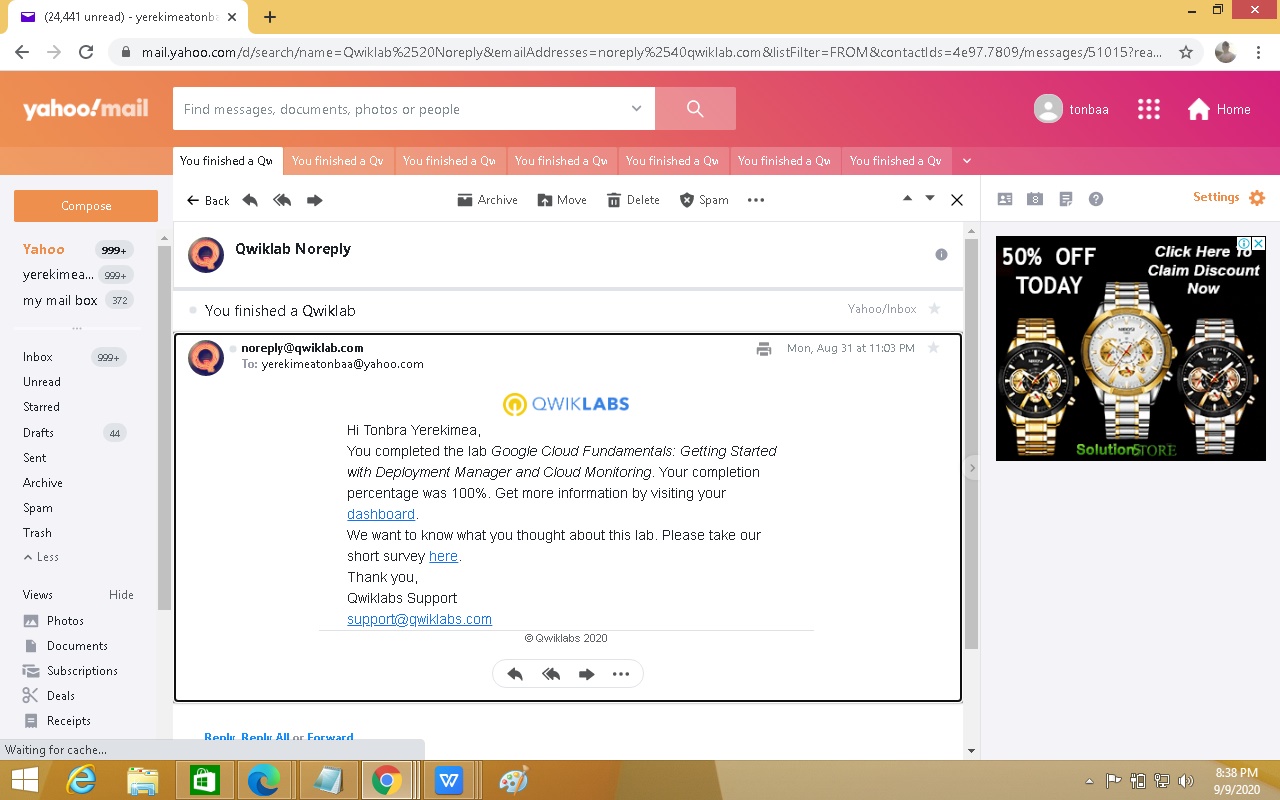 (24,441 unread) - yerekimeatonba
mail.yahoo.com/d/search/name=Qwiklab%2520Noreply&emailAddresses=noreply%2540qwiklab.com&listFilter=FROM&contactIds=4e97.7809/messages/51015?rea...
yahoo!mail
Find messages, documents, photos or people
tonbaa
Home
You finished a Qw
You finished a Qw
You finished a Qw
You finished a Qw
You finished a Qw
You finished a Qw
You finished a Qw
Compose
Back
Archive
Move
Delete
Spam
Settings
Yahoo 999+
yerekimea... 999+
my mail box 372
Inbox 999+
Unread
Starred
Drafts 44
Sent
Archive
Spam
Trash
Less
Views Hide
Photos
Documents
Subscriptions
Deals
Receipts
Qwiklab Noreply
You finished a Qwiklab
Yahoo/Inbox
noreply@qwiklab.com
Mon, Aug 31 at 11:03 PM
To: yerekimeatonbaa@yahoo.com
QWIKLABS
Hi Tonbra Yerekimea,
You completed the lab Google Cloud Fundamentals: Getting Started
with Deployment Manager and Cloud Monitoring. Your completion
percentage was 100%. Get more information by visiting your
dashboard.
We want to know what you thought about this lab. Please take our
short survey here.
Thank you,
Qwiklabs Support
support@qwiklabs.com
© Qwiklabs 2020
Reply, Reply All or Forward
50% OFF
TODAY
Click Here To
Claim Discount
Now
SolutionSTORE
Waiting for cache...
8:38 PM
9/9/2020